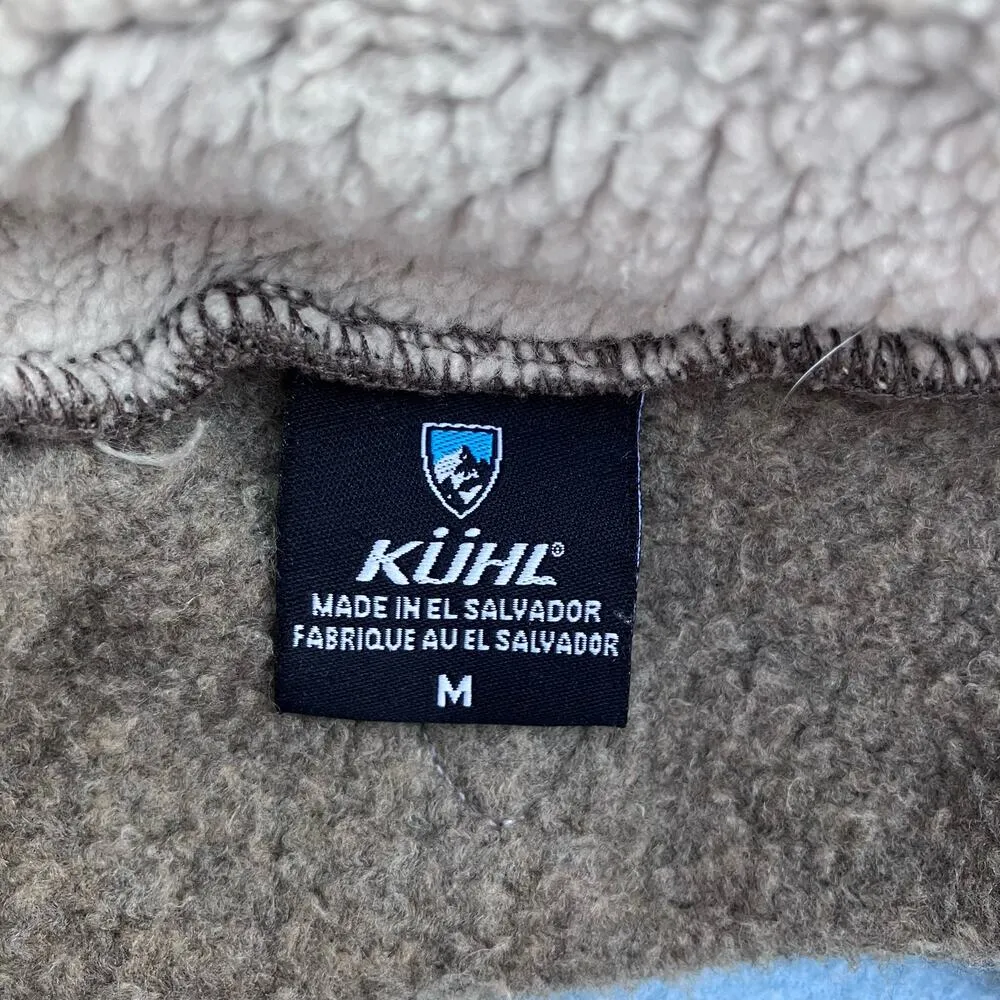 KÜHL®
MADE IN EL SALVADOR
FABRIQUE AU EL SALVADOR
M